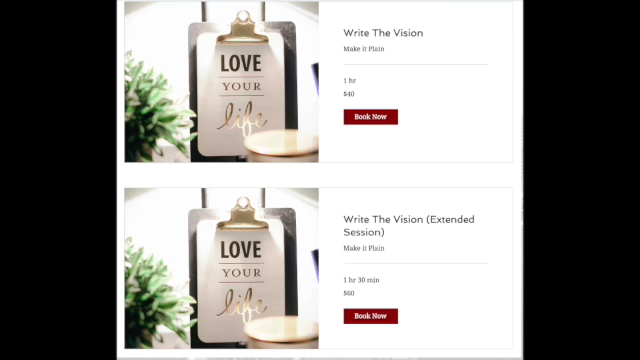 LOVE
YOUR
life
Write The Vision
Make it Plain
1 hr
$40
Book Now
LOVE
YOUR
life
Write The Vision (Extended
Session)
Make it Plain
1 hr 30 min
$60
Book Now